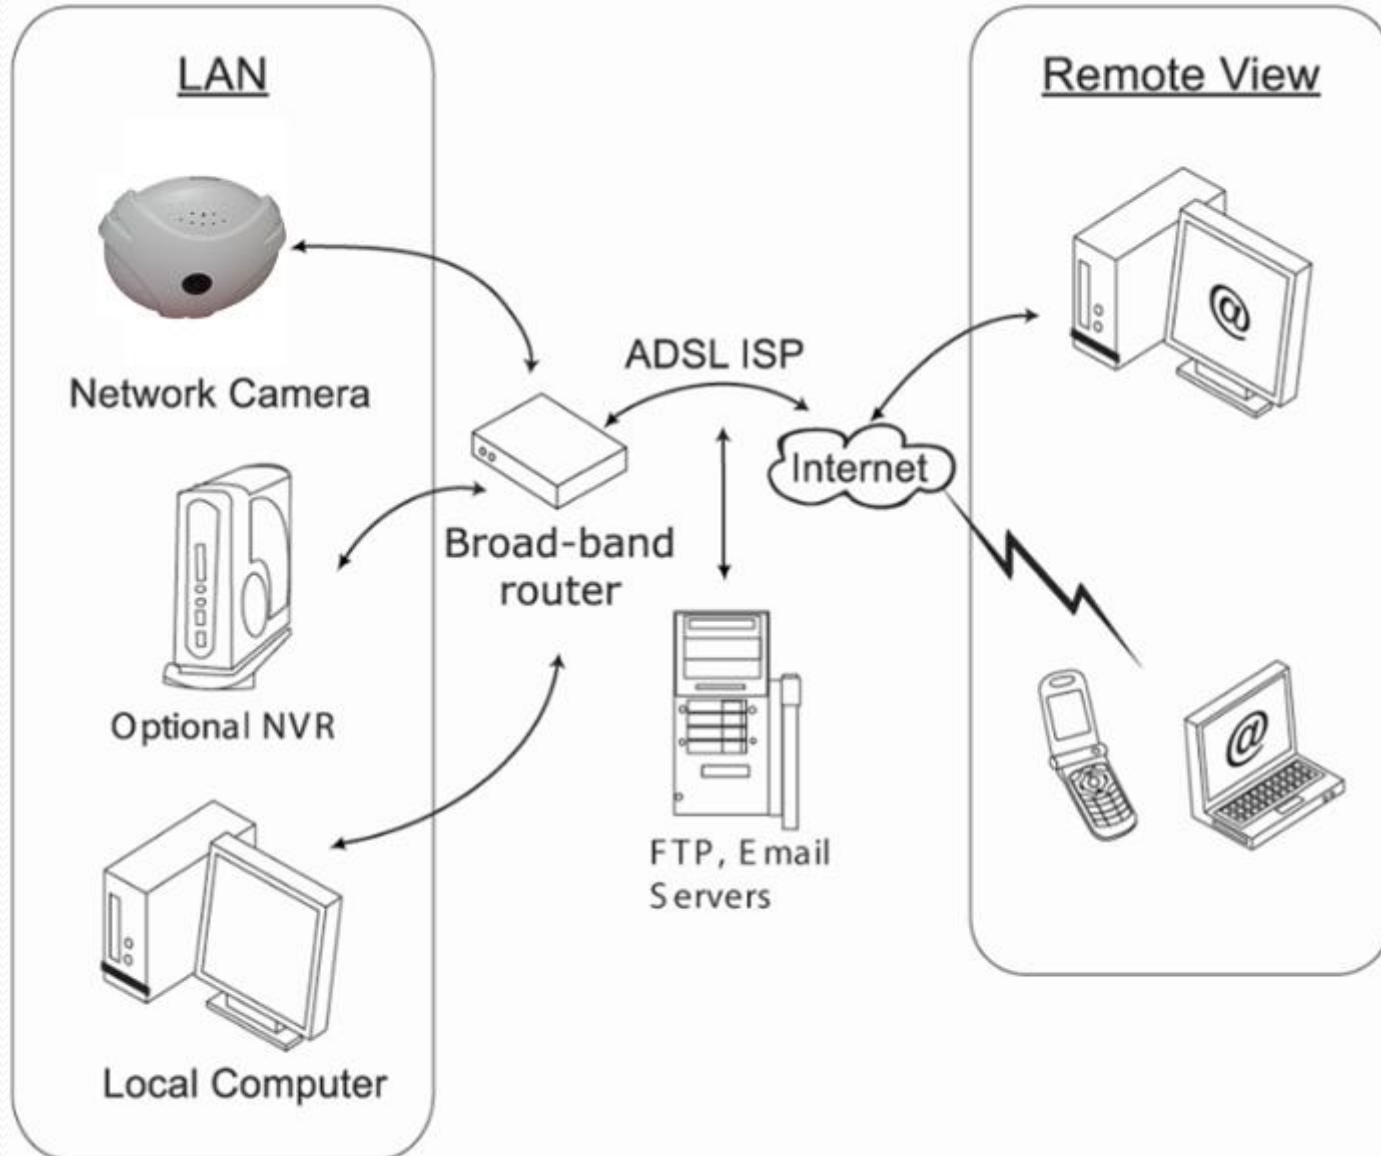 LAN
Network Camera
Optional NVR
Local Computer
Broad-band
router
ADSL ISP
Internet
FTP, Email
Servers
Remote View
@
@